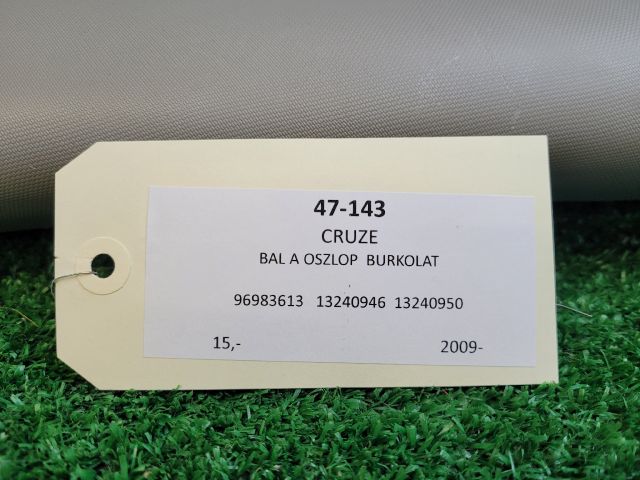 47-143
CRUZE
BAL A OSZLOP BURKOLAT
96983613 13240946 13240950
15,- 2009-